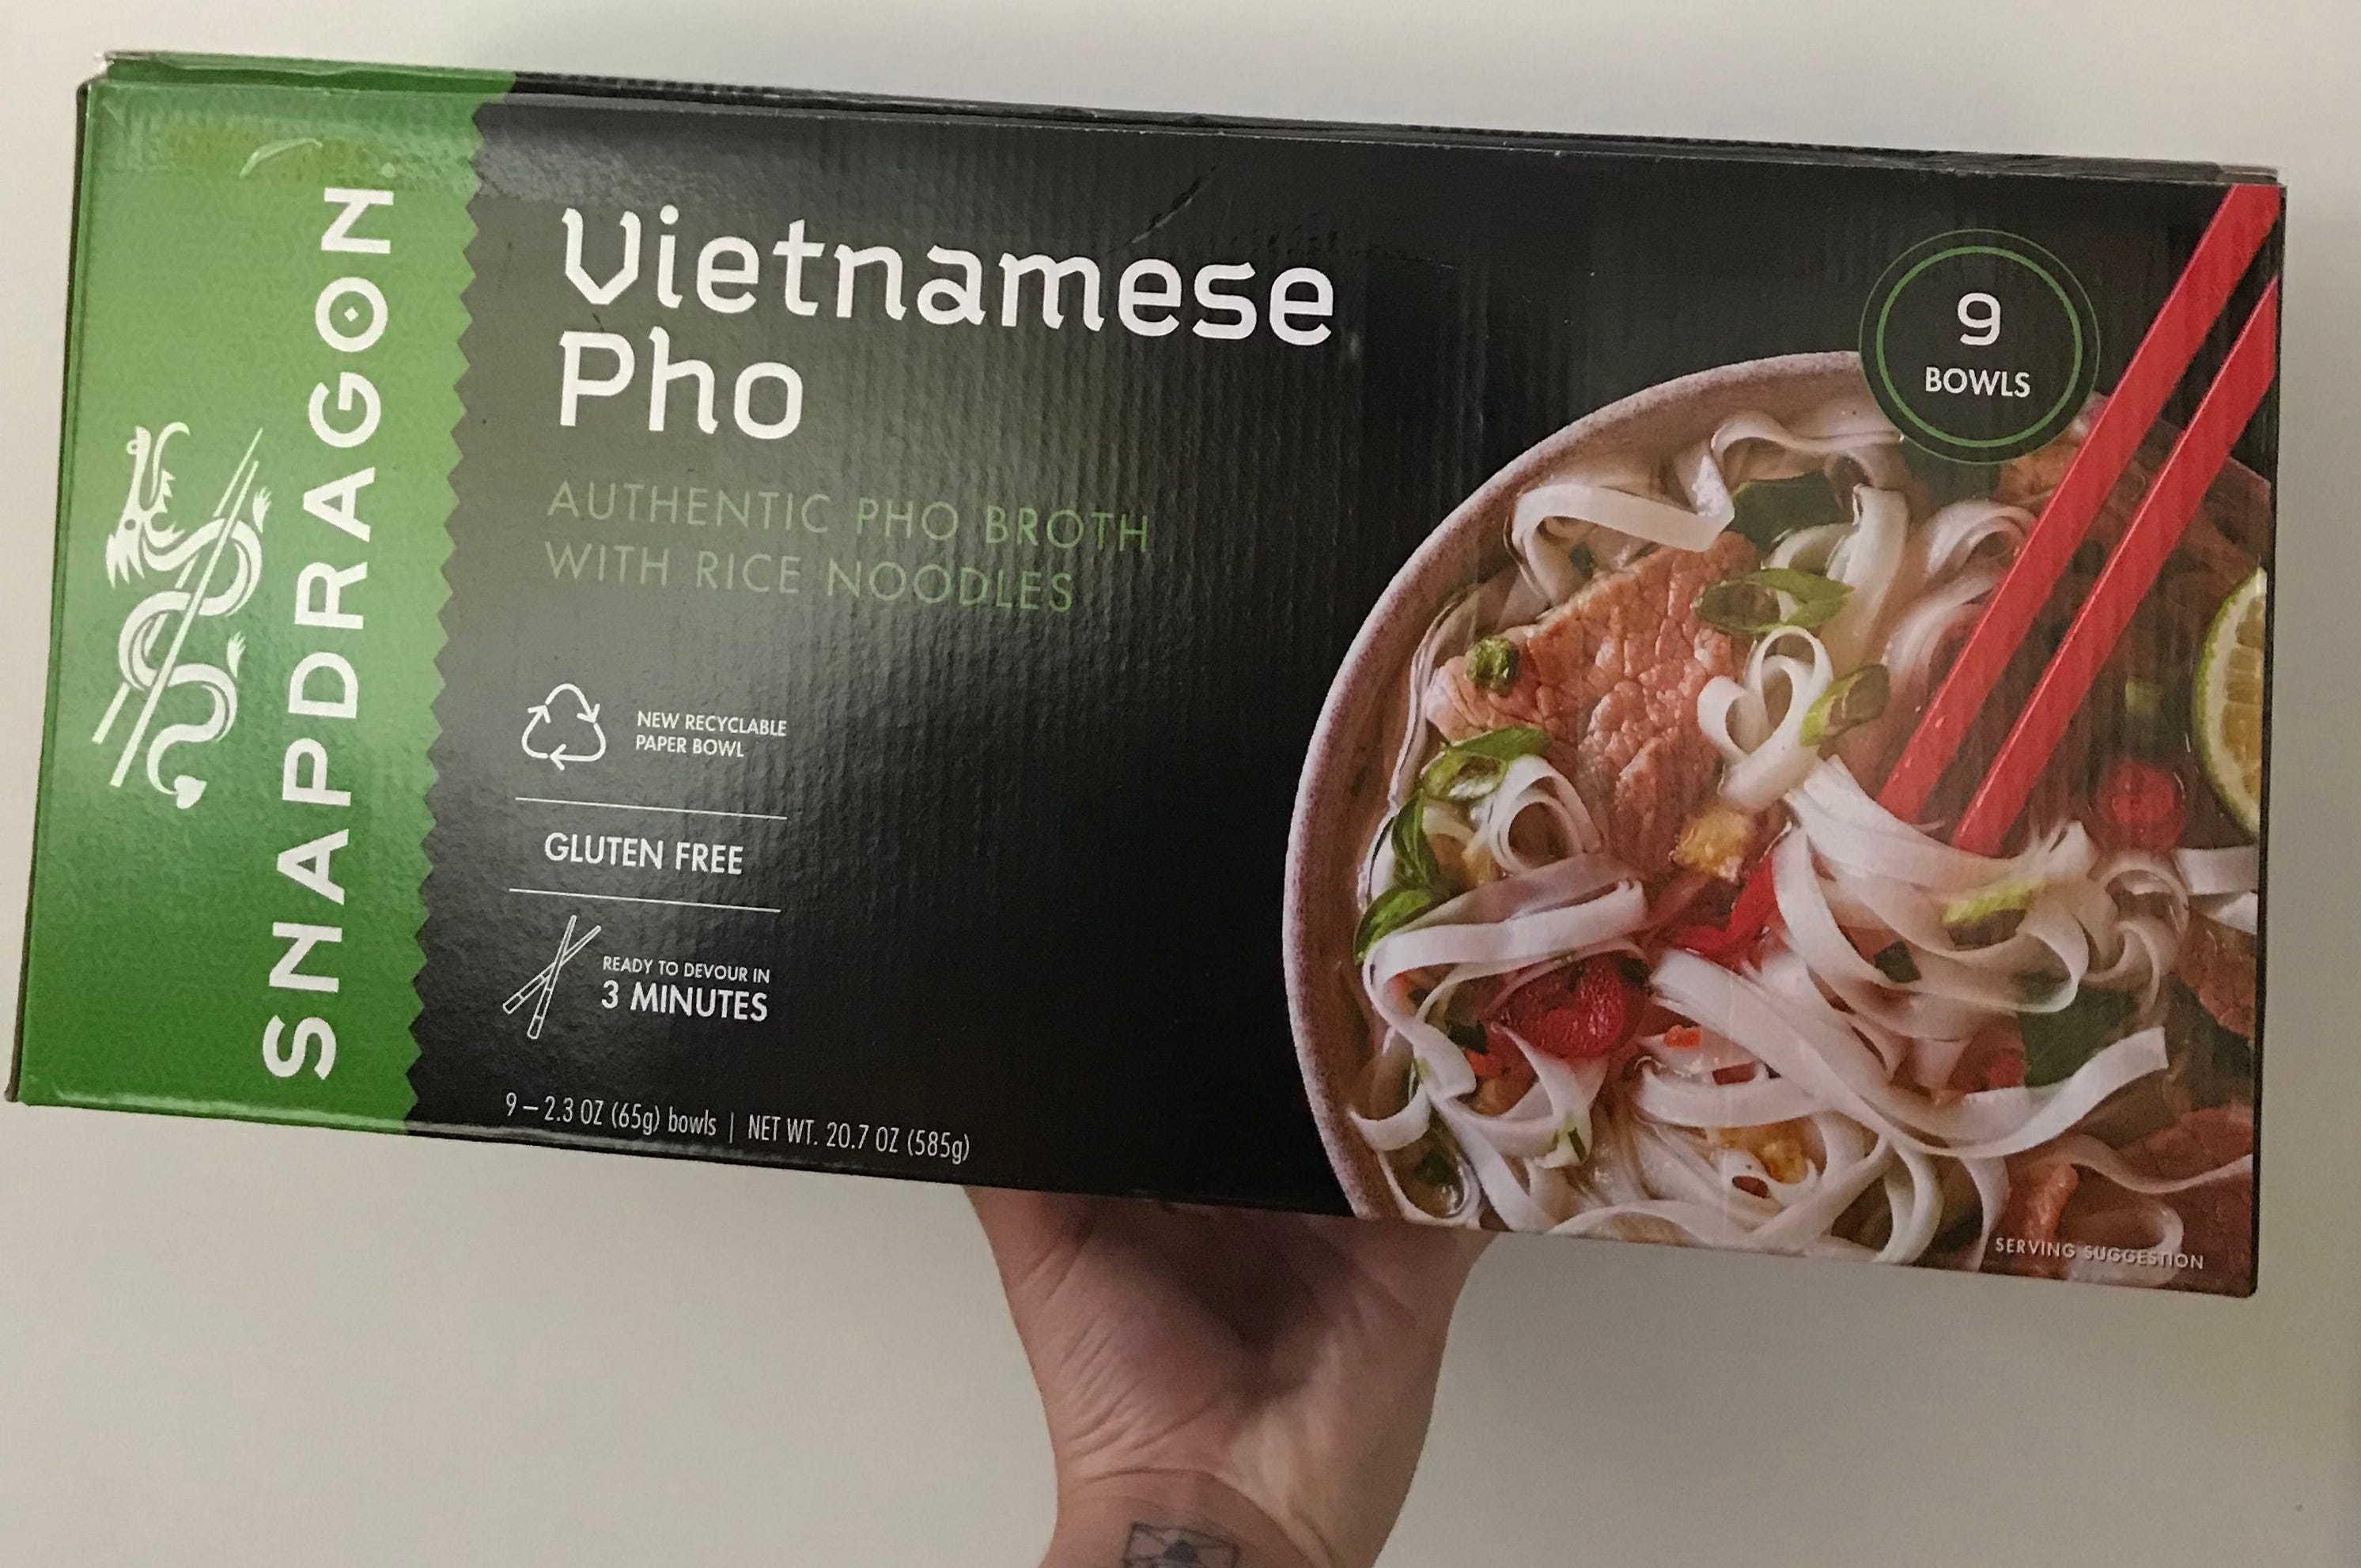 SNAPDRAGON
Vietnamese
Pho
AUTHENTIC PHO BROTH
WITH RICE NOODLES
NEW RECYCLABLE
PAPER BOWL
GLUTEN FREE
READY TO DEVOUR IN
3 MINUTES
9 – 2.3 OZ (65g) bowls | NET WT. 20.7 OZ (585g)
9
BOWLS
SERVING SUGGESTION